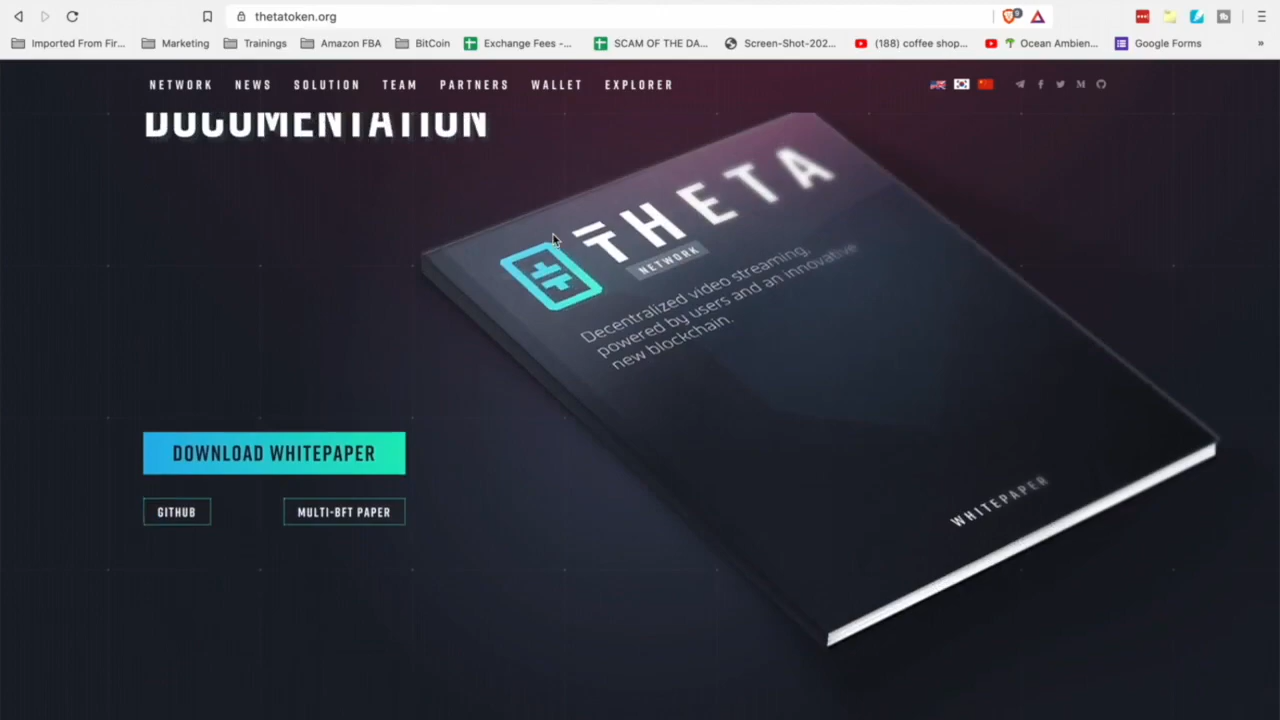 thetatoken.org
9
Imported From Fir...
Marketing
Trainings
Amazon FBA
BitCoin
Exchange Fees -...
SCAM OF THE DA...
Screen-Shot-202...
(188) coffee shop...
Ocean Ambien...
Google Forms
»
NETWORK
NEWS
SOLUTION
TEAM
PARTNERS
WALLET
EXPLORER
DOCUMENTATION
THETA
NETWORK
Decentralized video streaming,
powered by users and an innovative
new blockchain.
WHITEPAPER
DOWNLOAD WHITEPAPER
GITHUB
MULTI-BFT PAPER